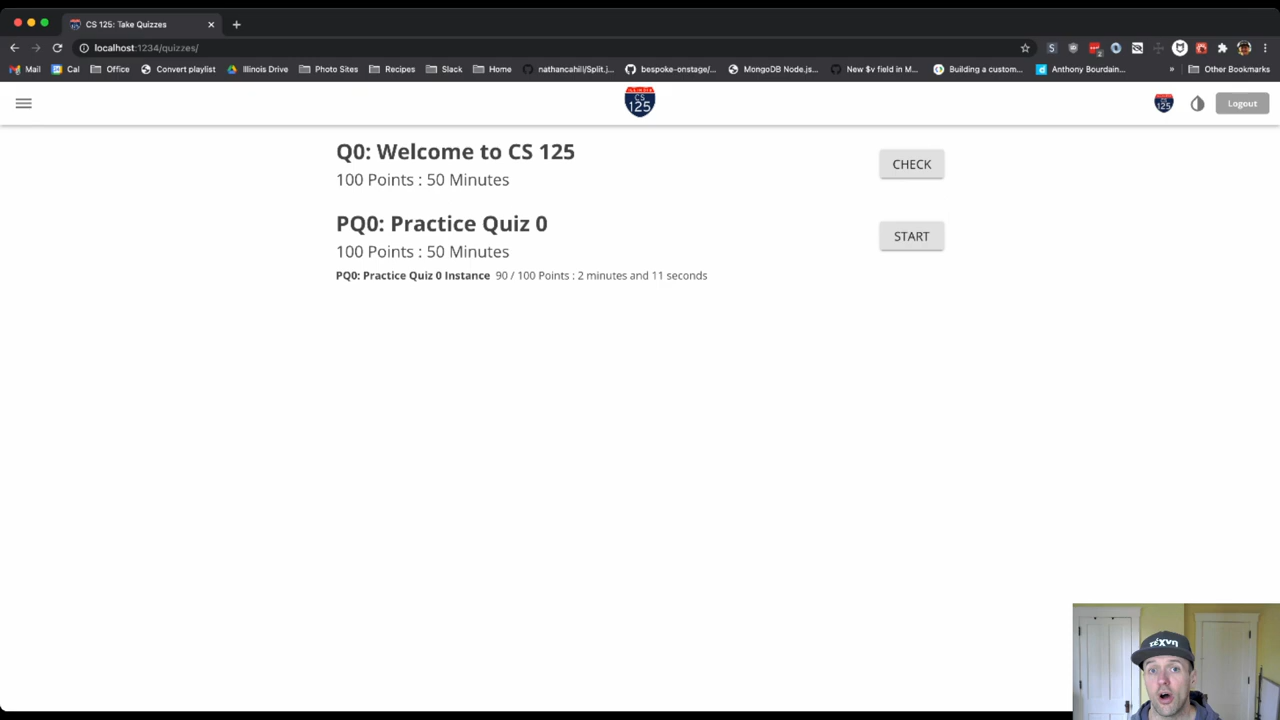 CS 125: Take Quizzes
localhost:1234/quizzes/
Mail Cal Office Convert playlist Illinois Drive Photo Sites Recipes Slack Home nathancahill/Split.j... bespoke-onstage/... MongoDB Node.js... New $v field in M... Building a custom... Anthony Bourdain... » Other Bookmarks
ILLINOIS
CS
125
Logout
Q0: Welcome to CS 125
CHECK
100 Points : 50 Minutes
PQ0: Practice Quiz 0
START
100 Points : 50 Minutes
PQ0: Practice Quiz 0 Instance 90 / 100 Points : 2 minutes and 11 seconds
τέχνη